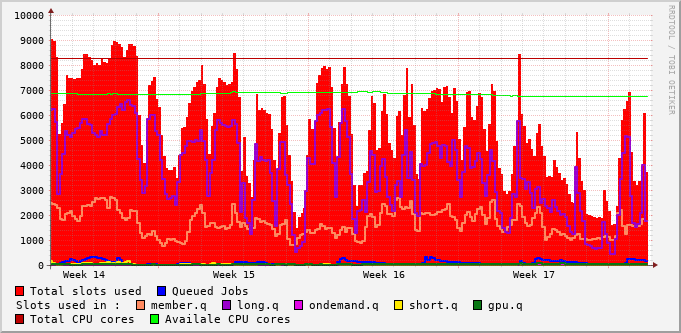 10000
9000
8000
7000
6000
5000
4000
3000
2000
1000
0
Week 14 Week 15 Week 16 Week 17
Total slots used Queued Jobs
Slots used in : member.q long.q ondemand.q short.q gpu.q
Total CPU cores Availale CPU cores
RRDTOOL / TOBI OETIKER